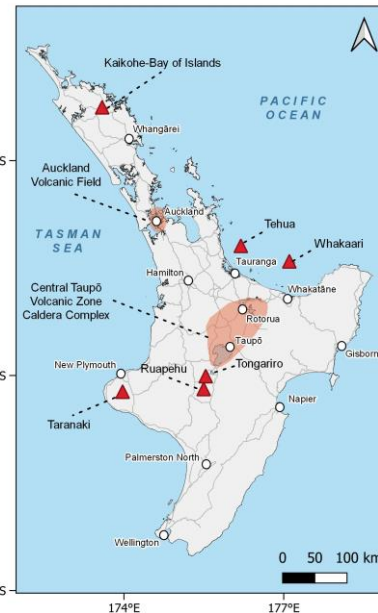 Kaikohe-Bay of Islands
PACIFIC
OCEAN
Whangārei
Auckland
Volcanic Field
Auckland
Tehua
TASMAN
SEA
Whakaari
Tauranga
Hamilton
Whakatāne
Central Taupō
Volcanic Zone
Caldera Complex
Rotorua
Taupō
Gisborn
New Plymouth
Ruapehu
Tongariro
Taranaki
Napier
Palmerston North
Wellington
0 50 100 km
174°E
177°E
S
S
S